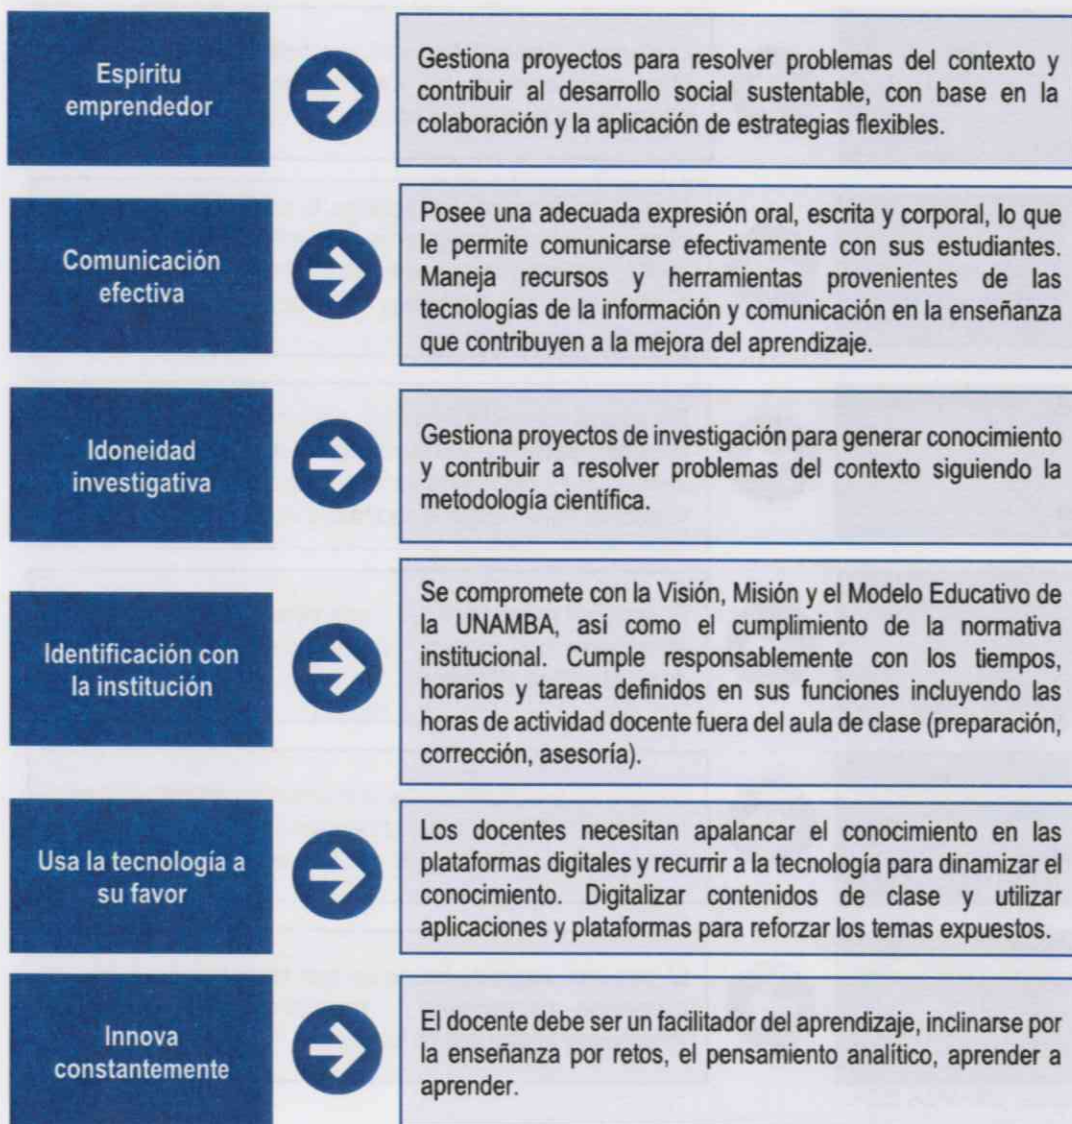 Espíritu
emprendedor
Gestiona proyectos para resolver problemas del contexto y
contribuir al desarrollo social sustentable, con base en la
colaboración y la aplicación de estrategias flexibles.
Comunicación
efectiva
Posee una adecuada expresión oral, escrita y corporal, lo que
le permite comunicarse efectivamente con sus estudiantes.
Maneja recursos y herramientas provenientes de las
tecnologías de la información y comunicación en la enseñanza
que contribuyen a la mejora del aprendizaje.
Idoneidad
investigativa
Gestiona proyectos de investigación para generar conocimiento
y contribuir a resolver problemas del contexto siguiendo la
metodología científica.
Identificación con
la institución
Se compromete con la Visión, Misión y el Modelo Educativo de
la UNAMBA, así como el cumplimiento de la normativa
institucional. Cumple responsablemente con los tiempos,
horarios y tareas definidos en sus funciones incluyendo las
horas de actividad docente fuera del aula de clase (preparación,
corrección, asesoría).
Usa la tecnología a
su favor
Los docentes necesitan apalancar el conocimiento en las
plataformas digitales y recurrir a la tecnología para dinamizar el
conocimiento. Digitalizar contenidos de clase y utilizar
aplicaciones y plataformas para reforzar los temas expuestos.
Innova
constantemente
El docente debe ser un facilitador del aprendizaje, inclinarse por
la enseñanza por retos, el pensamiento analítico, aprender a
aprender.